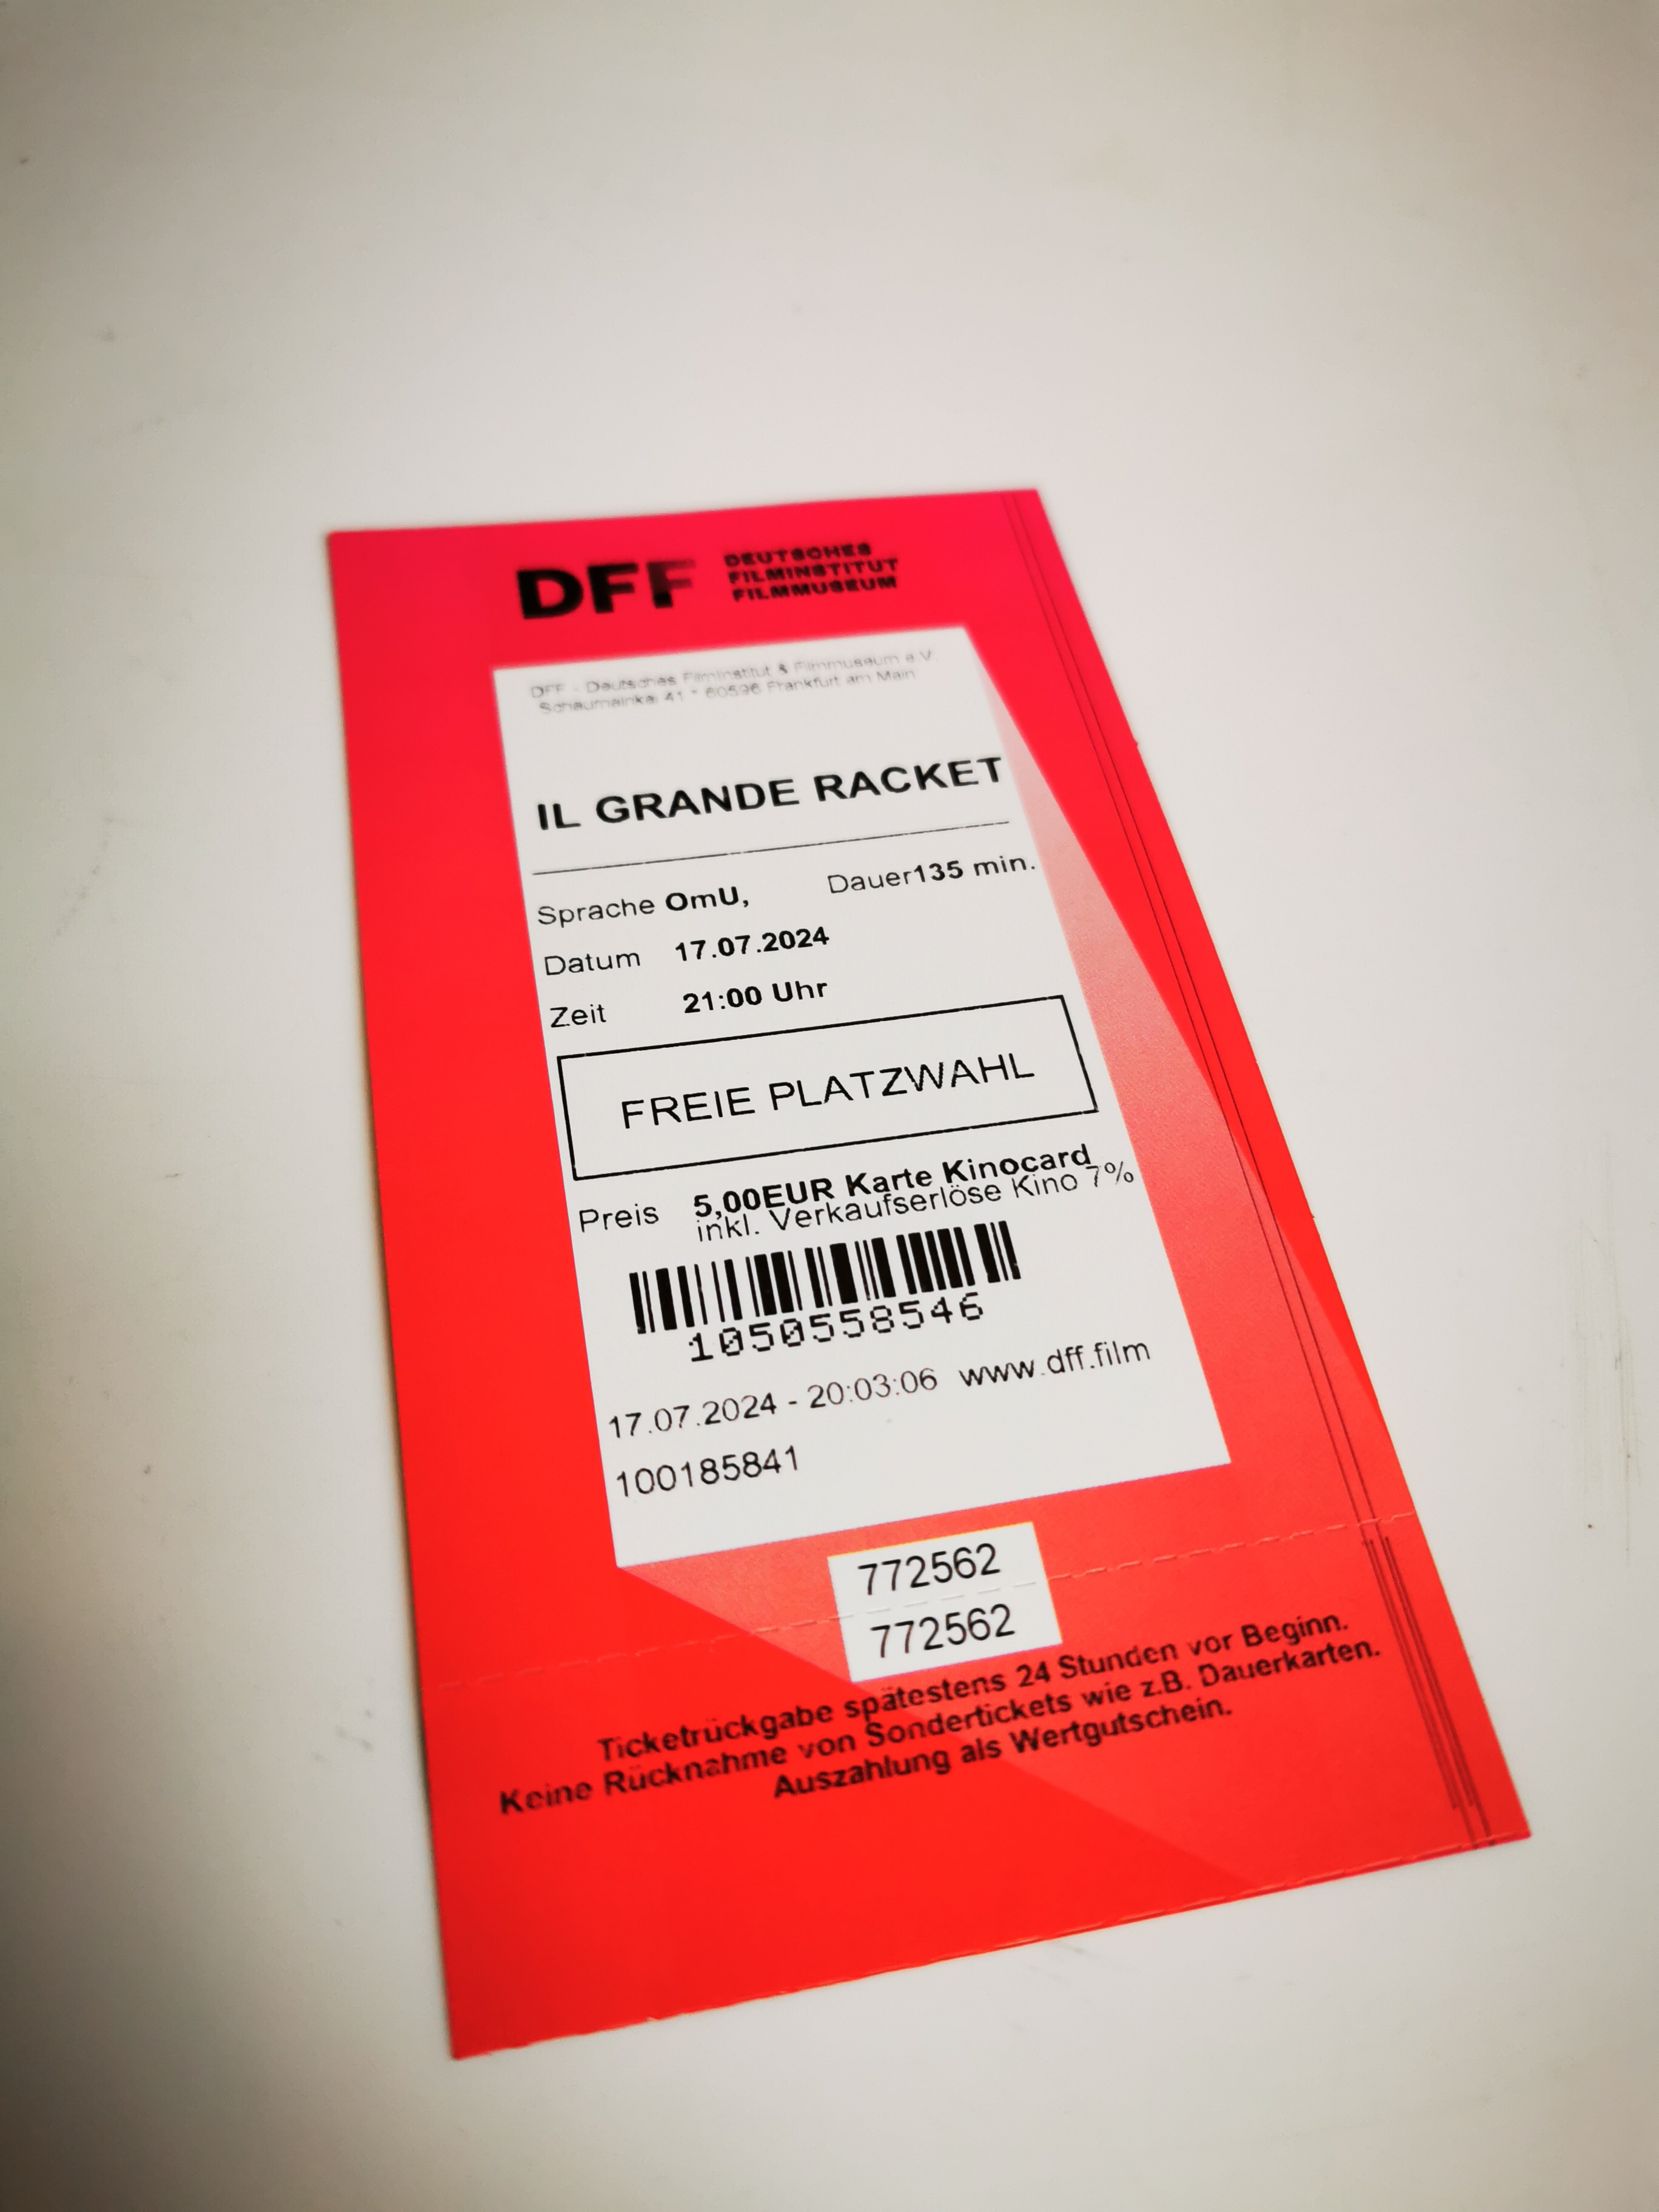 DFF DEUTSCHES
FILMINSTITUT
FILMMUSEUM
DFF - Deutsches Filminstitut & Filmmuseum e.V.
Schaumainkai 41 * 60596 Frankfurt am Main
IL GRANDE RACKET
Sprache OmU, Dauer135 min.
Datum 17.07.2024
Zeit 21:00 Uhr
FREIE PLATZWAHL
Preis 5,00EUR Karte Kinocard
inkl. Verkaufserlöse Kino 7%
1050558546
17.07.2024 - 20:03:06 www.dff.film
100185841
772562
772562
Ticketrückgabe spätestens 24 Stunden vor Beginn.
Keine Rücknahme von Sondertickets wie z.B. Dauerkarten.
Auszahlung als Wertgutschein.